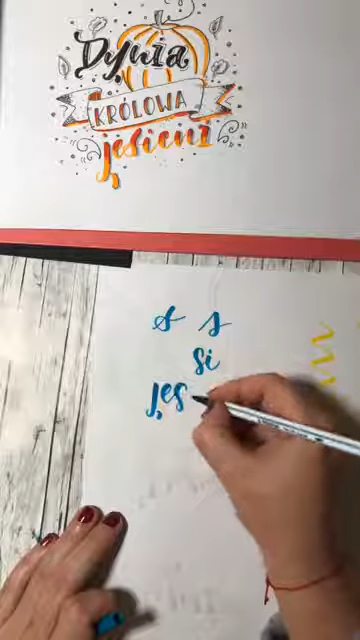 Dynia
KRÓLOWA
jesieni
s s
si
jes